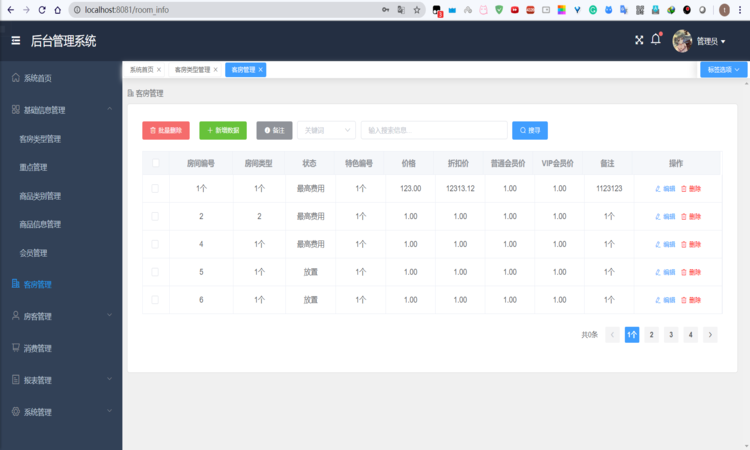 localhost:8081/room_info
后台管理系统
管理员
系统首页
基础信息管理
客房类型管理
重点管理
商品类别管理
商品信息管理
会员管理
客房管理
房客管理
消费管理
报表管理
系统管理
系统首页 × 客房类型管理 × 客房管理 × 标签选项
客房管理
批量删除 + 新增数据 备注 关键词 输入搜索信息... 搜寻
房间编号 房间类型 状态 特色编号 价格 折扣价 普通会员价 VIP会员价 备注 操作
1个 1个 最高费用 1个 123.00 12313.12 1.00 1.00 1123123 编辑 删除
2 2 最高费用 1个 1.00 1.00 1.00 1.00 1个 编辑 删除
4 1个 最高费用 1个 1.00 1.00 1.00 1.00 1个 编辑 删除
5 1个 放置 1个 1.00 1.00 1.00 1.00 1个 编辑 删除
6 1个 放置 1个 1.00 1.00 1.00 1.00 1个 编辑 删除
共0条 < 1个 2 3 4 >